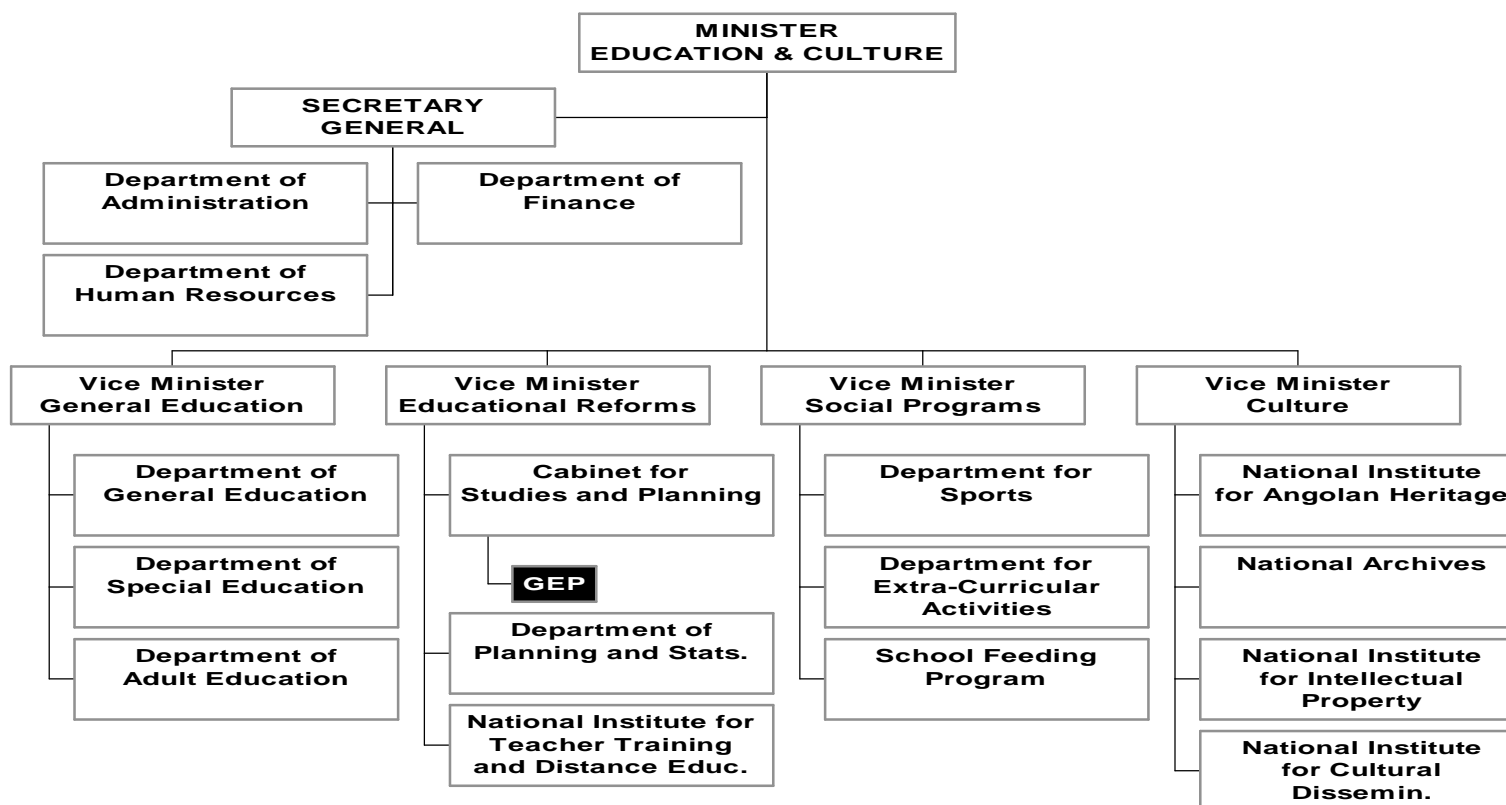 MINISTER
EDUCATION & CULTURE
SECRETARY
GENERAL
Department of
Administration
Department of
Finance
Department of
Human Resources
Vice Minister
General Education
Vice Minister
Educational Reforms
Vice Minister
Social Programs
Vice Minister
Culture
Department of
General Education
Department of
Special Education
Department of
Adult Education
Cabinet for
Studies and Planning
GEP
Department of
Planning and Stats.
National Institute for
Teacher Training
and Distance Educ.
Department for
Sports
Department for
Extra-Curricular
Activities
School Feeding
Program
National Institute
for Angolan Heritage
National Archives
National Institute
for Intellectual
Property
National Institute
for Cultural
Dissemin.